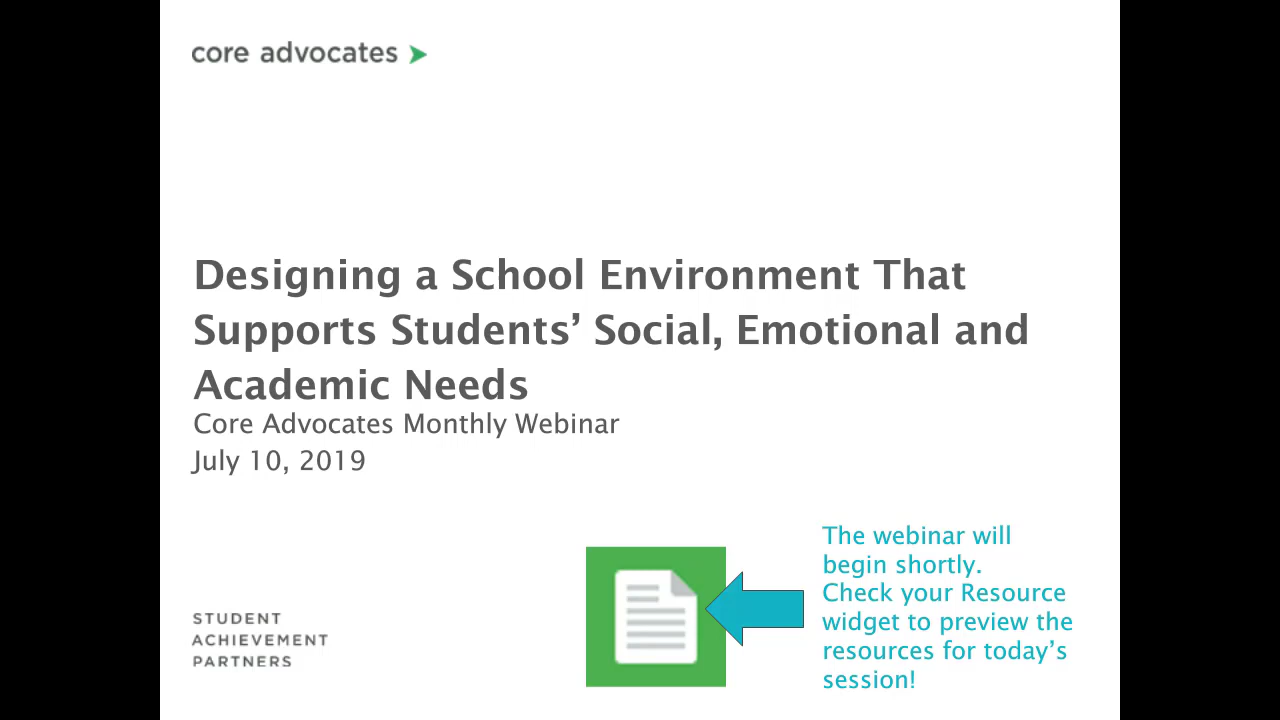 core advocates
Designing a School Environment That
Supports Students’ Social, Emotional and
Academic Needs
Core Advocates Monthly Webinar
July 10, 2019
The webinar will
begin shortly.
Check your Resource
widget to preview the
resources for today’s
session!
STUDENT
ACHIEVEMENT
PARTNERS